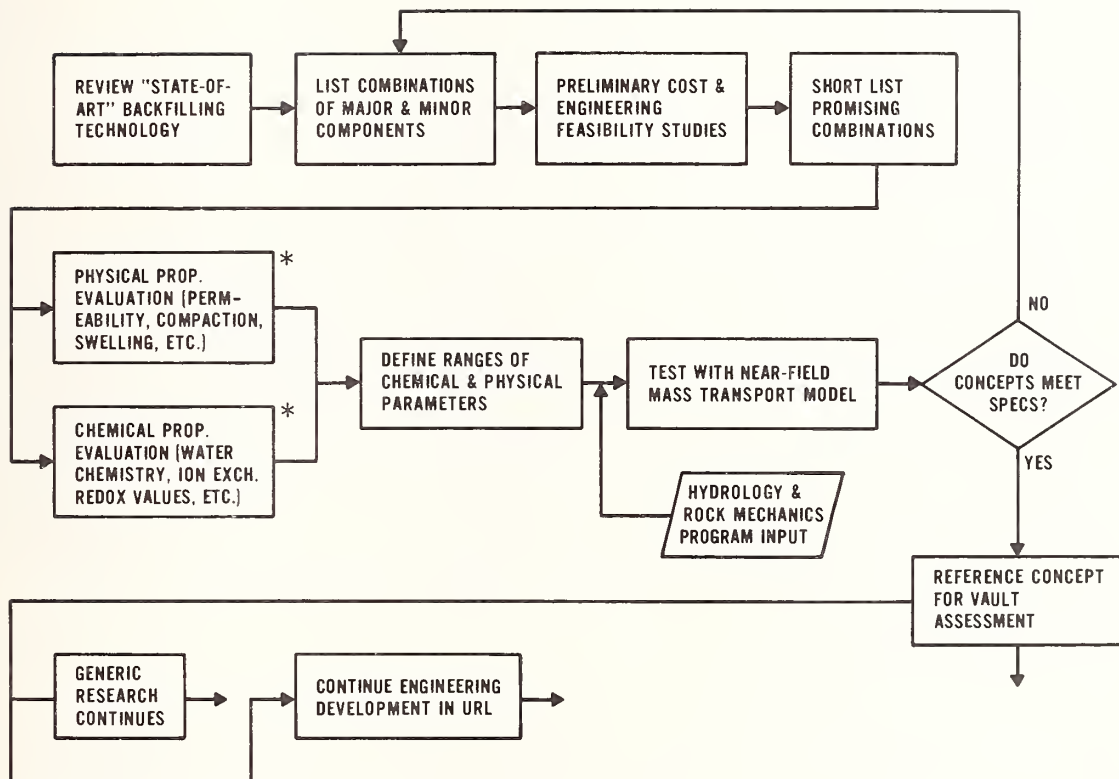 REVIEW "STATE-OF-
ART" BACKFILLING
TECHNOLOGY
LIST COMBINATIONS
OF MAJOR & MINOR
COMPONENTS
PRELIMINARY COST &
ENGINEERING
FEASIBILITY STUDIES
SHORT LIST
PROMISING
COMBINATIONS
PHYSICAL PROP.
EVALUATION (PERM-
EABILITY, COMPACTION,
SWELLING, ETC.)
*
CHEMICAL PROP.
EVALUATION (WATER
CHEMISTRY, ION EXCH.
REDOX VALUES, ETC.)
*
DEFINE RANGES OF
CHEMICAL & PHYSICAL
PARAMETERS
TEST WITH NEAR-FIELD
MASS TRANSPORT MODEL
HYDROLOGY &
ROCK MECHANICS
PROGRAM INPUT
NO
DO
CONCEPTS MEET
SPECS?
YES
REFERENCE CONCEPT
FOR VAULT
ASSESSMENT
GENERIC
RESEARCH
CONTINUES
CONTINUE ENGINEERING
DEVELOPMENT IN URL